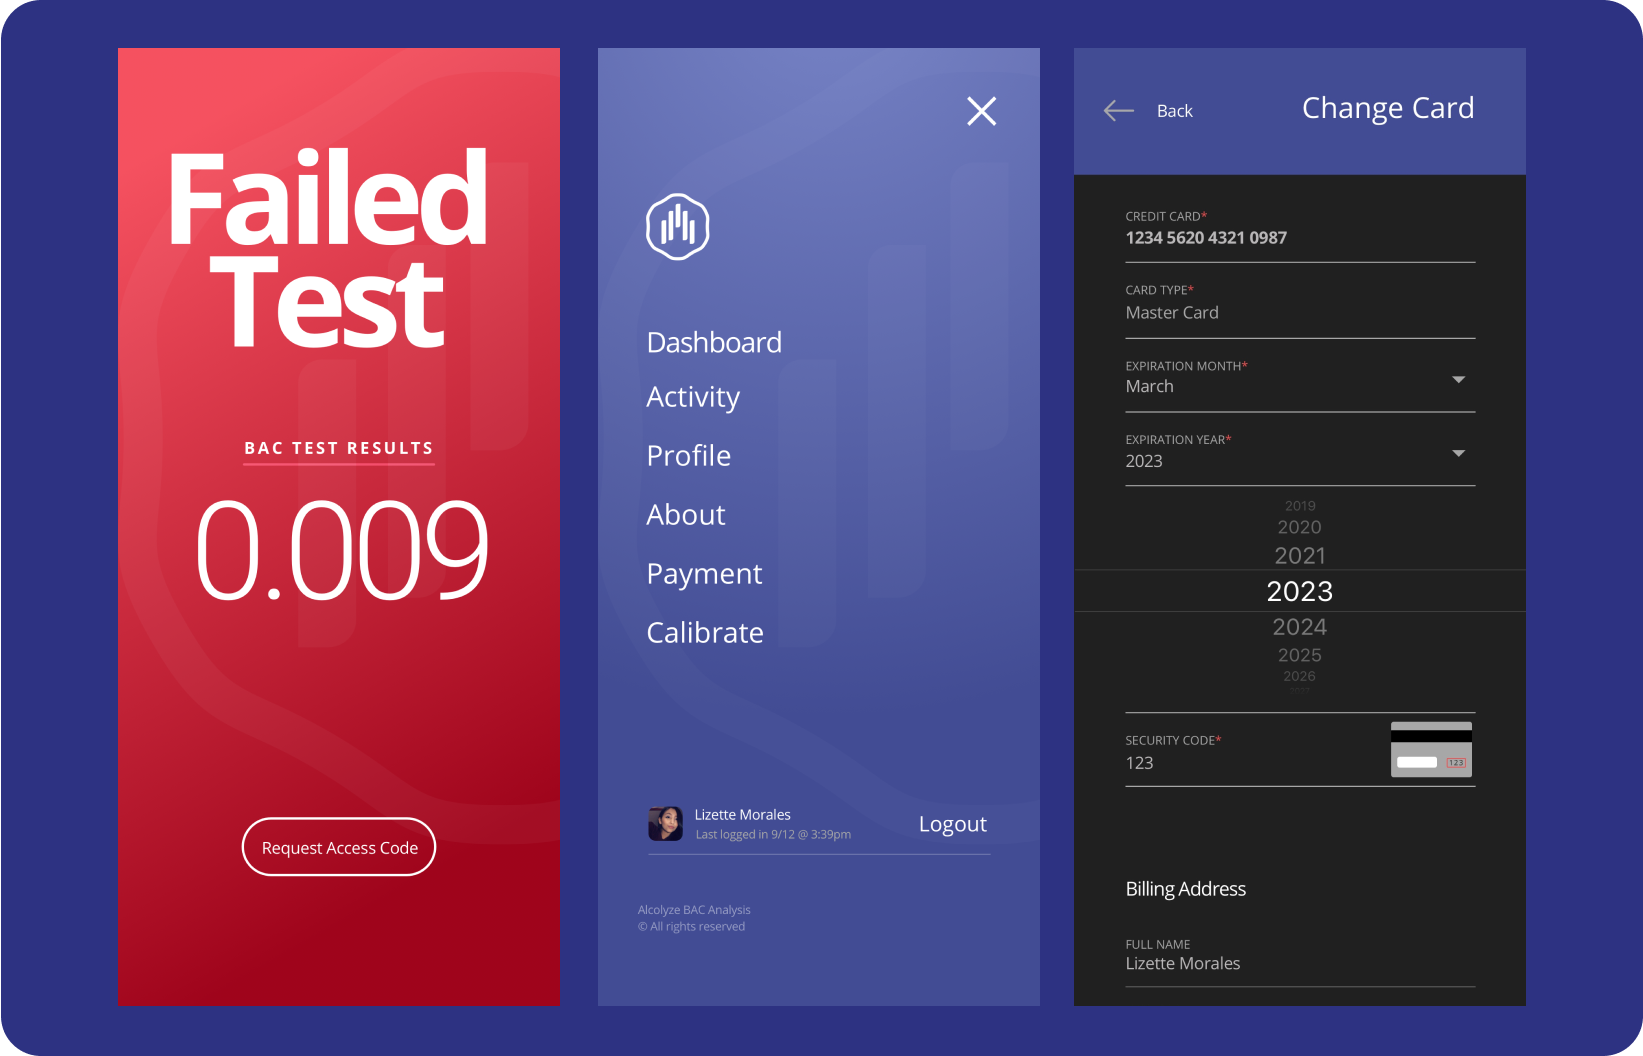 Failed
Test
BAC TEST RESULTS
0.009
Request Access Code
Dashboard
Activity
Profile
About
Payment
Calibrate
Lizette Morales
Last logged in 9/12 @ 3:39pm
Logout
Alcolyze BAC Analysis
© All rights reserved
Back
Change Card
CREDIT CARD*
1234 5620 4321 0987
CARD TYPE*
Master Card
EXPIRATION MONTH*
March
EXPIRATION YEAR*
2023
2019
2020
2021
2023
2024
2025
2026
SECURITY CODE*
123
123
Billing Address
FULL NAME
Lizette Morales